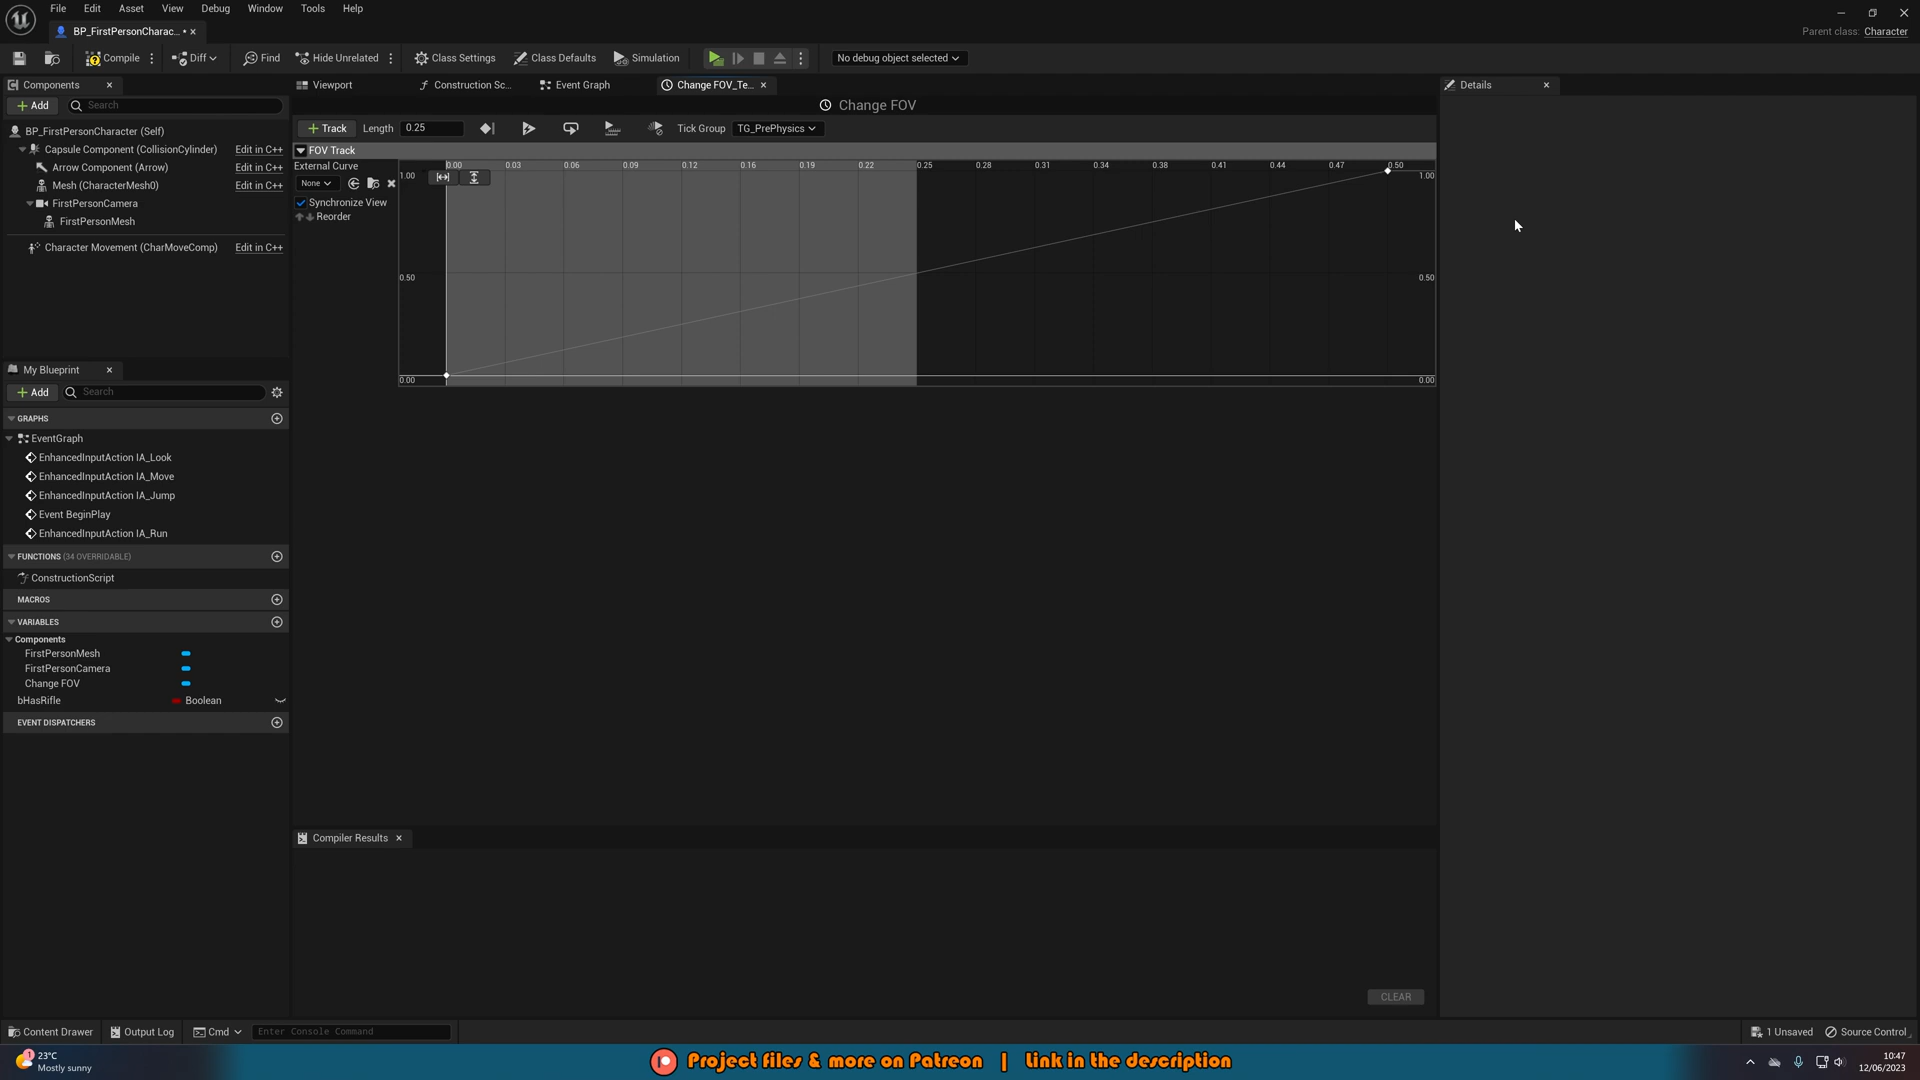 File Edit Asset View Debug Window Tools Help
BP_FirstPersonCharac... •
Parent class: Character
Compile Diff Find Hide Unrelated Class Settings Class Defaults Simulation No debug object selected
Components
Add Search
BP_FirstPersonCharacter (Self)
Capsule Component (CollisionCylinder) Edit in C++
Arrow Component (Arrow) Edit in C++
Mesh (CharacterMesh0) Edit in C++
FirstPersonCamera
FirstPersonMesh
Character Movement (CharMoveComp) Edit in C++
My Blueprint
Add Search
GRAPHS
EventGraph
EnhancedInputAction IA_Look
EnhancedInputAction IA_Move
EnhancedInputAction IA_Jump
Event BeginPlay
EnhancedInputAction IA_Run
FUNCTIONS (34 OVERRIDABLE)
ConstructionScript
MACROS
VARIABLES
Components
FirstPersonMesh
FirstPersonCamera
Change FOV
bHasRifle Boolean
EVENT DISPATCHERS
Viewport Construction Sc... Event Graph Change FOV_Te...
Change FOV
Track Length 0.25 Tick Group TG_PrePhysics
FOV Track
External Curve
None
Synchronize View
Reorder
0.00 0.03 0.06 0.09 0.12 0.16 0.19 0.22 0.25 0.28 0.31 0.34 0.38 0.41 0.44 0.47 0.50
1.00 1.00
0.50 0.50
0.00 0.00
Compiler Results
CLEAR
Details
Content Drawer Output Log Cmd Enter Console Command
1 Unsaved Source Control
1
23°C
Mostly sunny
Project files & more on Patreon | Link in the description
10:47
12/06/2023